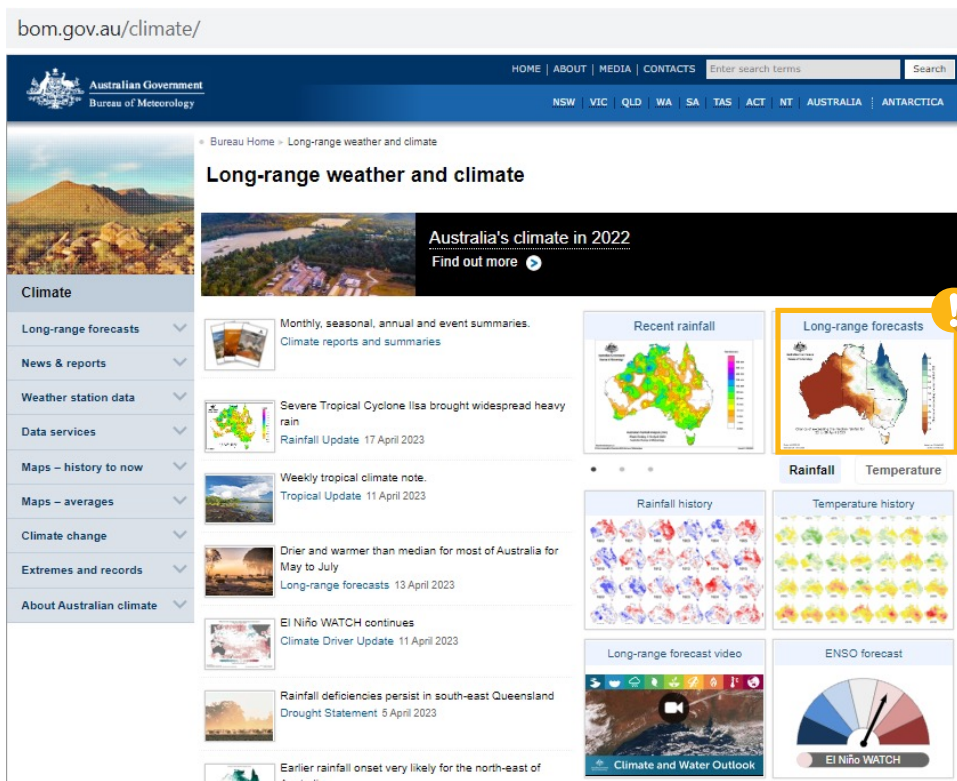 bom.gov.au/climate/
HOME | ABOUT | MEDIA | CONTACTS
Enter search terms
Search
Australian Government
Bureau of Meteorology
NSW | VIC | QLD | WA | SA | TAS | ACT | NT | AUSTRALIA | ANTARCTICA
Bureau Home » Long-range weather and climate
Long-range weather and climate
Australia's climate in 2022
Find out more
Climate
Long-range forecasts
News & reports
Weather station data
Data services
Maps – history to now
Maps – averages
Climate change
Extremes and records
About Australian climate
Monthly, seasonal, annual and event summaries.
Climate reports and summaries
Severe Tropical Cyclone Ilsa brought widespread heavy
rain
Rainfall Update 17 April 2023
Weekly tropical climate note.
Tropical Update 11 April 2023
Drier and warmer than median for most of Australia for
May to July
Long-range forecasts 13 April 2023
El Niño WATCH continues
Climate Driver Update 11 April 2023
Rainfall deficiencies persist in south-east Queensland
Drought Statement 5 April 2023
Earlier rainfall onset very likely for the north-east of
Recent rainfall
Long-range forecasts
!
Rainfall
Temperature
Rainfall history
Temperature history
Long-range forecast video
Climate and Water Outlook
ENSO forecast
El Niño WATCH